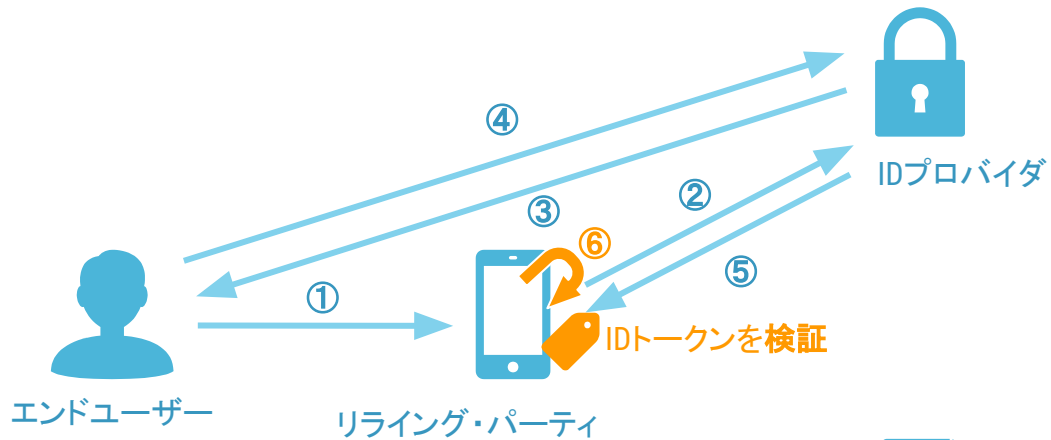 ④
IDプロバイダ
②
③
⑥
⑤
①
IDトークンを検証
エンドユーザー
リライング・パーティ